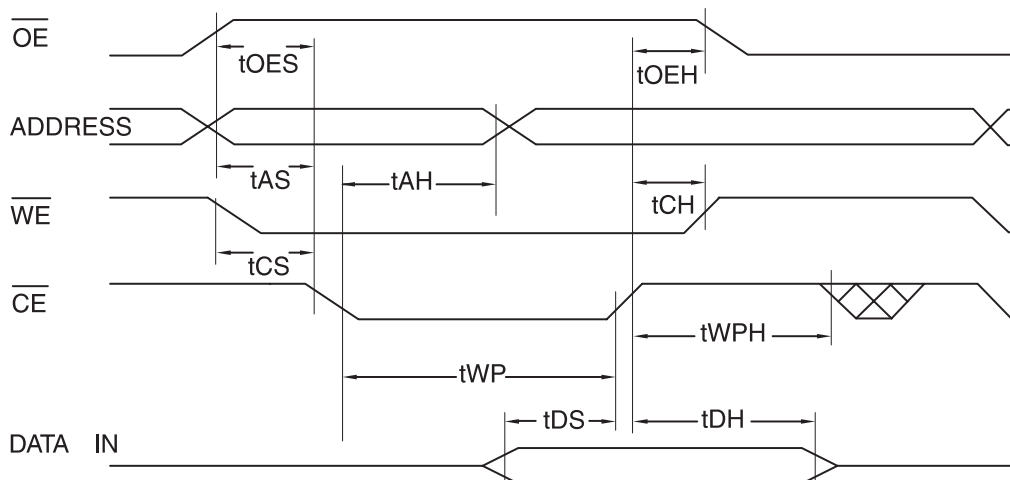 OE
tOES
tOEH
ADDRESS
tAS
tAH
WE
tCH
tCS
CE
tWPH
tWP
tDS
tDH
DATA IN